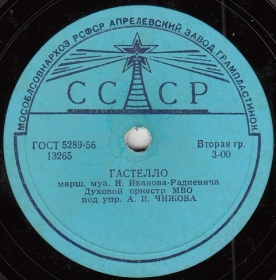 МОСОБЛСОВНАРХОЗ РСФСР АПРЕЛЕВСКИЙ ЗАВОД ГРАМПЛАСТИНОК
СССР
ГОСТ 5289-56
13265
Вторая гр.
3-00
ГАСТЕЛЛО
марш, муз. Н. Иванова-Радкевича
Духовой оркестр МВО
под упр. А. И. ЧИЖОВА